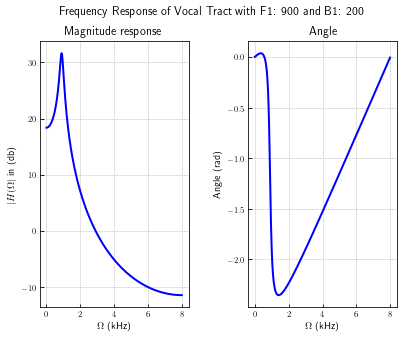 Frequency Response of Vocal Tract with F1: 900 and B1: 200
Magnitude response
|H(Ω) in (db)
30
20
10
0
−10
0 2 4 6 8
Ω (kHz)
Angle
Angle (rad)
0.0
−0.5
−1.0
−1.5
−2.0
0 2 4 6 8
Ω (kHz)